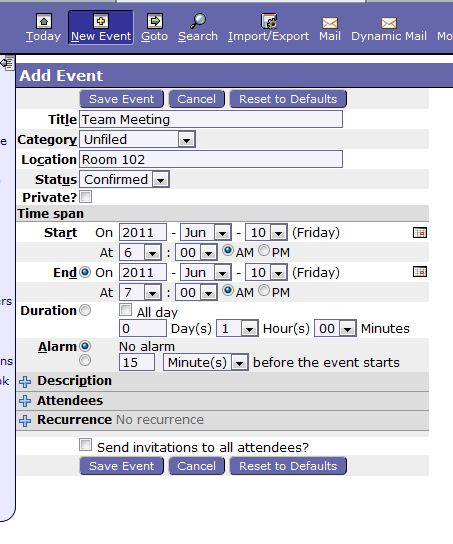 Today New Event Goto Search Import/Export Mail Dynamic Mail Mo
Add Event
Save Event Cancel Reset to Defaults
Title Team Meeting
Category Unfiled
Location Room 102
Status Confirmed
Private?
Time span
Start On 2011 - Jun - 10 (Friday)
At 6 : 00 AM PM
End On 2011 - Jun - 10 (Friday)
At 7 : 00 AM PM
Duration All day
0 Day(s) 1 Hour(s) 00 Minutes
Alarm No alarm
15 Minute(s) before the event starts
Description
Attendees
Recurrence No recurrence
Send invitations to all attendees?
Save Event Cancel Reset to Defaults
e
ers
ns
ok